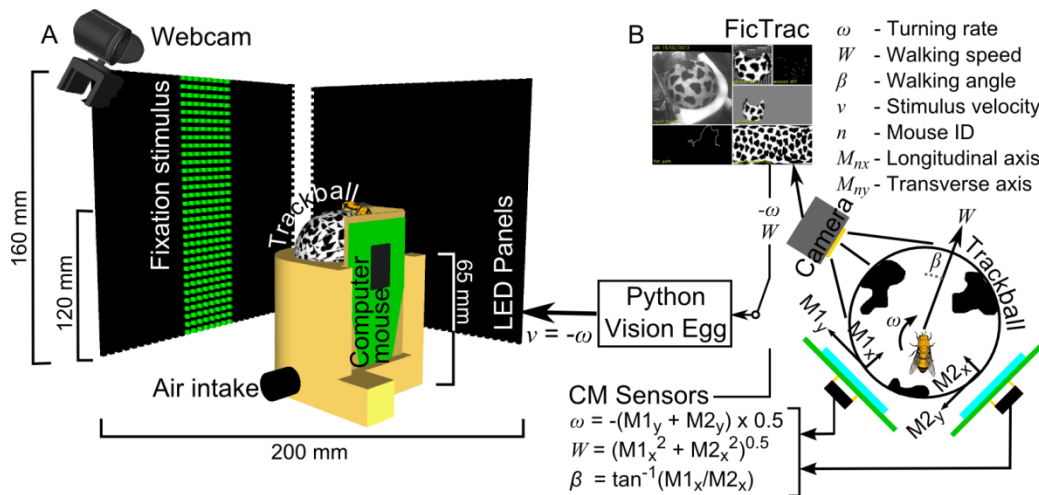 A
Webcam
Fixation stimulus
Trackball
LED Panels
Computer
mouse
Air intake
160 mm
120 mm
65 mm
200 mm
B
FicTrac
ω - Turning rate
W - Walking speed
β - Walking angle
v - Stimulus velocity
n - Mouse ID
Mnx - Longitudinal axis
Mny - Transverse axis
-ω
W
Camera
W
Trackball
β
ω
M1y
M1x
M2x
M2y
Python
Vision Egg
v = -ω
CM Sensors
ω = -(M1y + M2y) x 0.5
W = (M1x² + M2x²)^0.5
β = tan⁻¹(M1x/M2x)